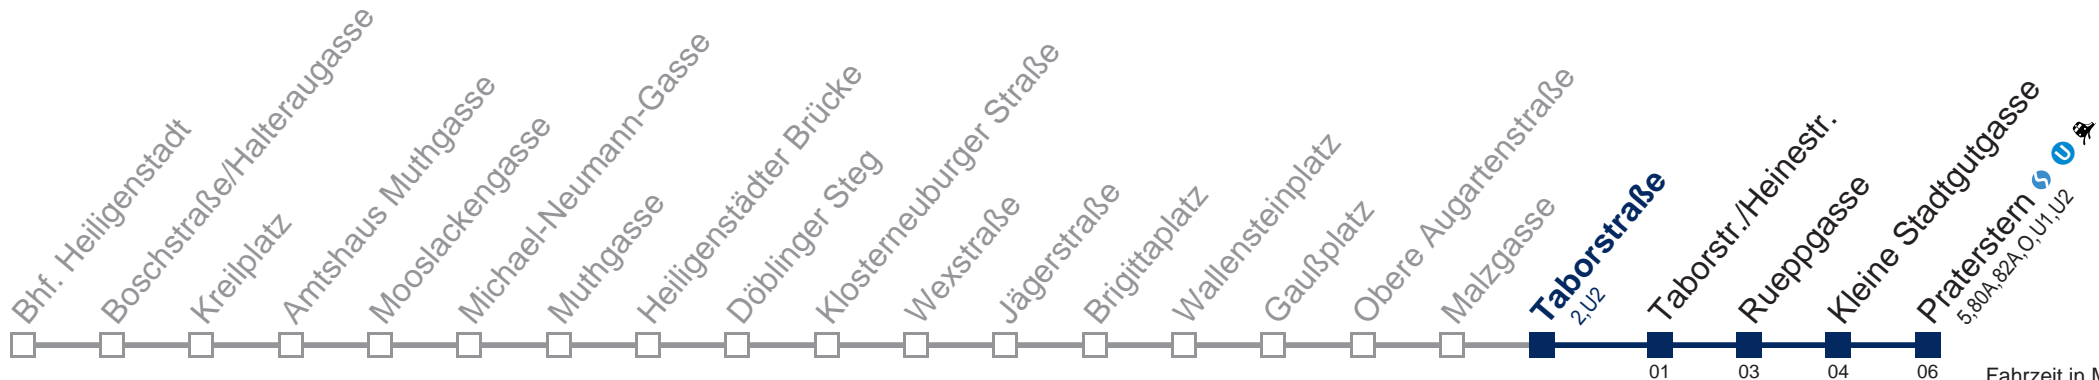 Bhf. Heiligenstadt
Boschstraße/Halteraugasse
Kreilplatz
Amtshaus Muthgasse
Mooslackengasse
Michael-Neumann-Gasse
Muthgasse
Heiligenstädter Brücke
Döblinger Steg
Klosterneuburger Straße
Wexstraße
Jägerstraße
Brigittaplatz
Wallensteinplatz
Gaußplatz
Obere Augartenstraße
Malzgasse
Taborstraße
2,U2
Taborstr./Heinestr.
Rueppgasse
Kleine Stadtgutgasse
Praterstern S U
5,80A,82A,O,U1,U2
01
03
04
06
Fahrzeit in M